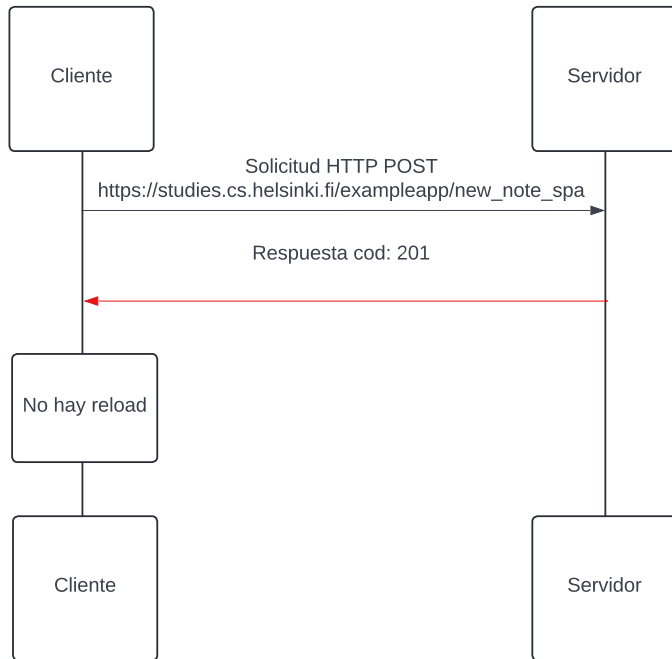 Cliente
Servidor
Solicitud HTTP POST
https://studies.cs.helsinki.fi/exampleapp/new_note_spa
Respuesta cod: 201
No hay reload
Cliente
Servidor